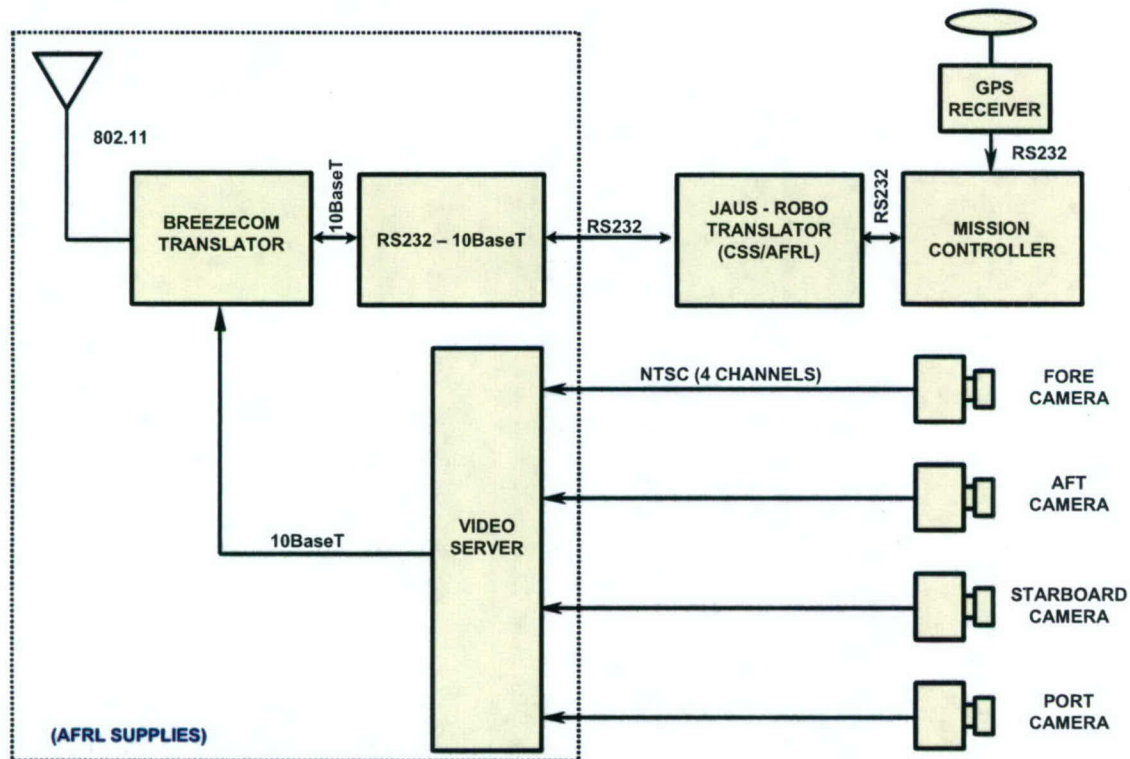 GPS
RECEIVER
802.11
RS232
10BaseT
RS232
BREEZECOM
TRANSLATOR
RS232 – 10BaseT
RS232
JAUS - ROBO
TRANSLATOR
(CSS/AFRL)
MISSION
CONTROLLER
NTSC (4 CHANNELS)
FORE
CAMERA
AFT
CAMERA
VIDEO
SERVER
10BaseT
STARBOARD
CAMERA
PORT
CAMERA
(AFRL SUPPLIES)